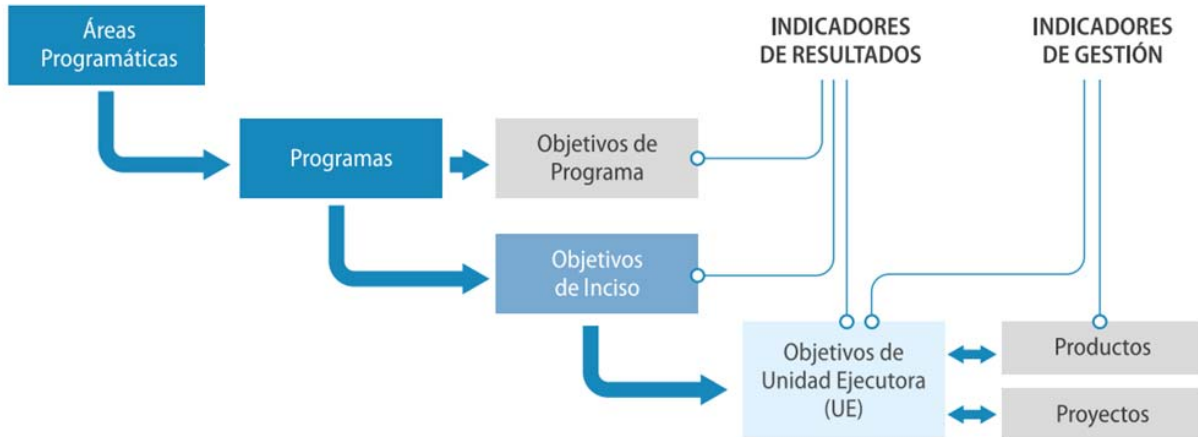 Áreas
Programáticas
INDICADORES
DE RESULTADOS
INDICADORES
DE GESTIÓN
Programas
Objetivos de
Programa
Objetivos
de Inciso
Objetivos de
Unidad Ejecutora
(UE)
Productos
Proyectos